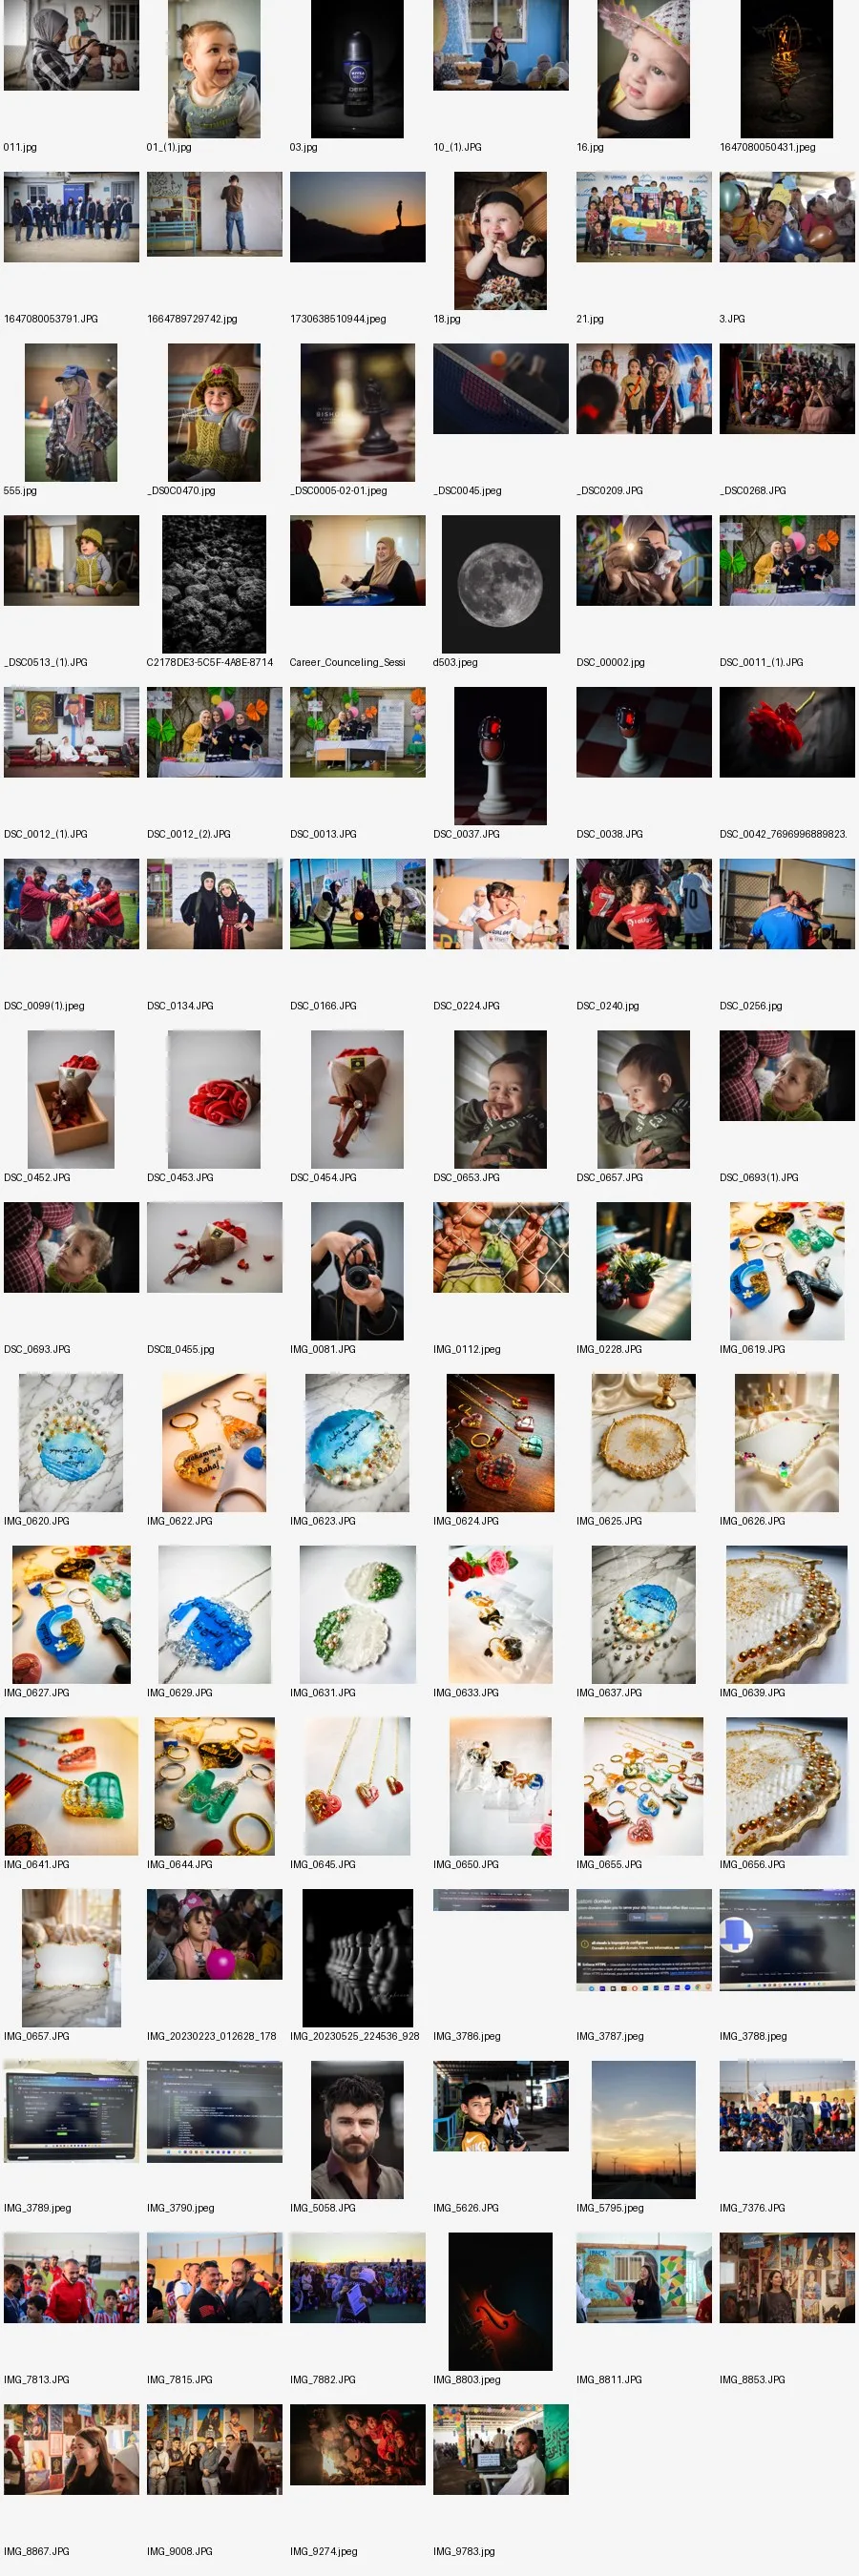 011.jpg
01_(1).jpg
03.jpg
10_(1).JPG
16.jpg
1647080050431.jpeg
1647080053791.JPG
1664789729742.jpg
1730638510944.jpeg
18.jpg
21.jpg
3.JPG
555.jpg
_DS0C0470.jpg
_DSC0005-02-01.jpeg
_DSC0045.jpeg
_DSC0209.JPG
_DSC0268.JPG
_DSC0513_(1).JPG
C2178DE3-5C5F-4A8E-8714
Career_Counceling_Sessi
d503.jpeg
DSC_00002.jpg
DSC_0011_(1).JPG
DSC_0012_(1).JPG
DSC_0012_(2).JPG
DSC_0013.JPG
DSC_0037.JPG
DSC_0038.JPG
DSC_0042_7696996889823.
DSC_0099(1).jpeg
DSC_0134.JPG
DSC_0166.JPG
DSC_0224.JPG
DSC_0240.jpg
DSC_0256.jpg
DSC_0452.JPG
DSC_0453.JPG
DSC_0454.JPG
DSC_0653.JPG
DSC_0657.JPG
DSC_0693(1).JPG
DSC_0693.JPG
DSC_0455.jpg
IMG_0081.JPG
IMG_0112.jpeg
IMG_0228.JPG
IMG_0619.JPG
IMG_0620.JPG
IMG_0622.JPG
IMG_0623.JPG
IMG_0624.JPG
IMG_0625.JPG
IMG_0626.JPG
IMG_0627.JPG
IMG_0629.JPG
IMG_0631.JPG
IMG_0633.JPG
IMG_0637.JPG
IMG_0639.JPG
IMG_0641.JPG
IMG_0644.JPG
IMG_0645.JPG
IMG_0650.JPG
IMG_0655.JPG
IMG_0656.JPG
IMG_0657.JPG
IMG_20230223_012628_178
IMG_20230525_224536_928
IMG_3786.jpeg
IMG_3787.jpeg
IMG_3788.jpeg
IMG_3789.jpeg
IMG_3790.jpeg
IMG_5058.JPG
IMG_5626.JPG
IMG_5795.jpeg
IMG_7376.JPG
IMG_7813.JPG
IMG_7815.JPG
IMG_7882.JPG
IMG_8803.jpeg
IMG_8811.JPG
IMG_8853.JPG
IMG_8867.JPG
IMG_9008.JPG
IMG_9274.jpeg
IMG_9783.jpg